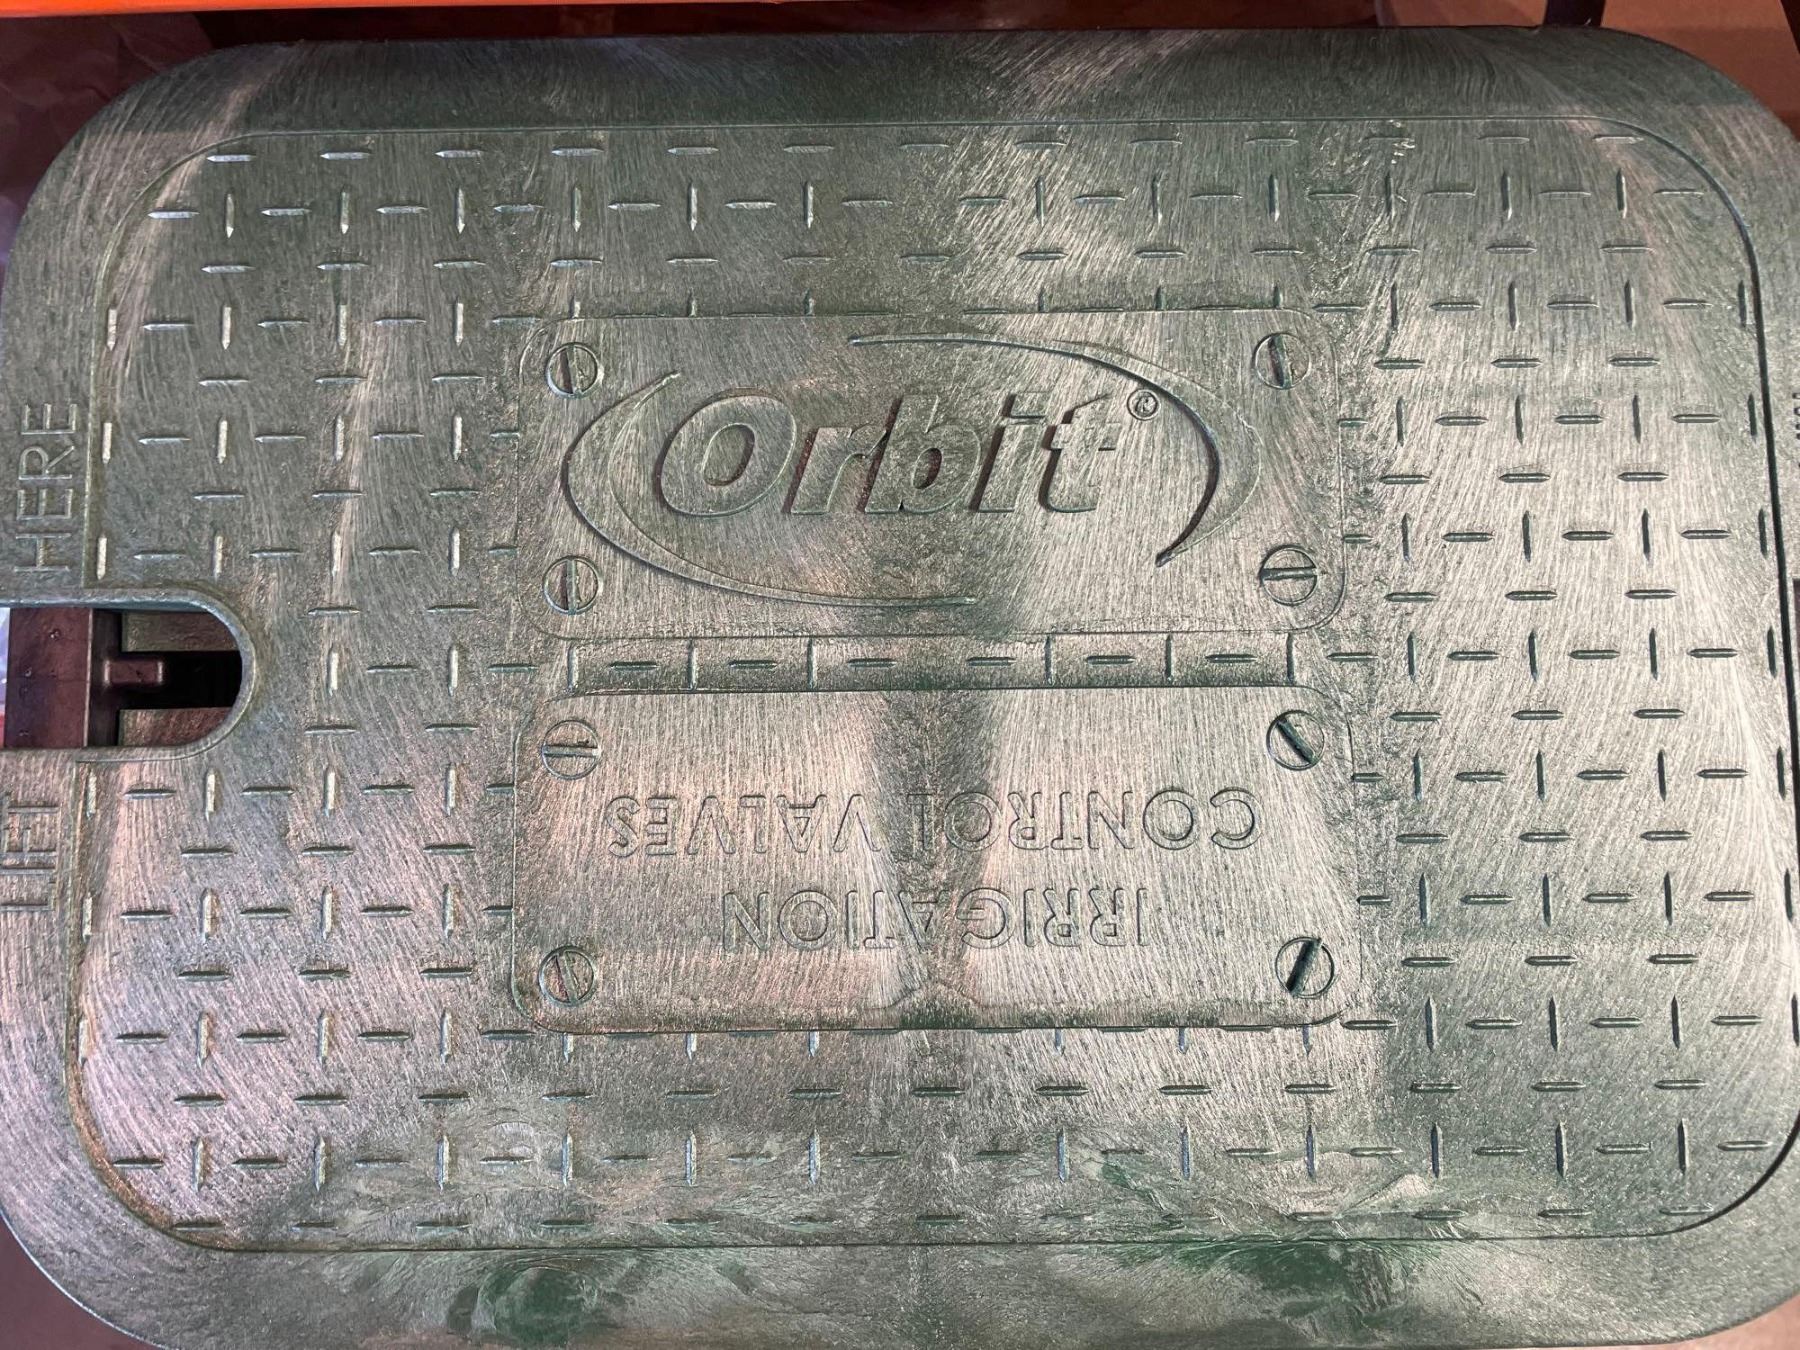 Orbit®
IRRIGATION
CONTROL VALVES
LIFT HERE